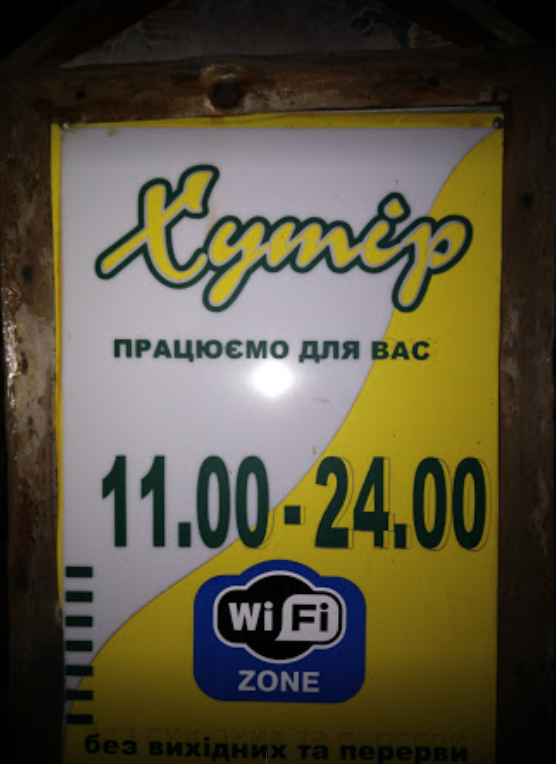 Хутір
ПРАЦЮЄМО ДЛЯ ВАС
11.00-24.00
Wi Fi
ZONE
без вихідних та перерви